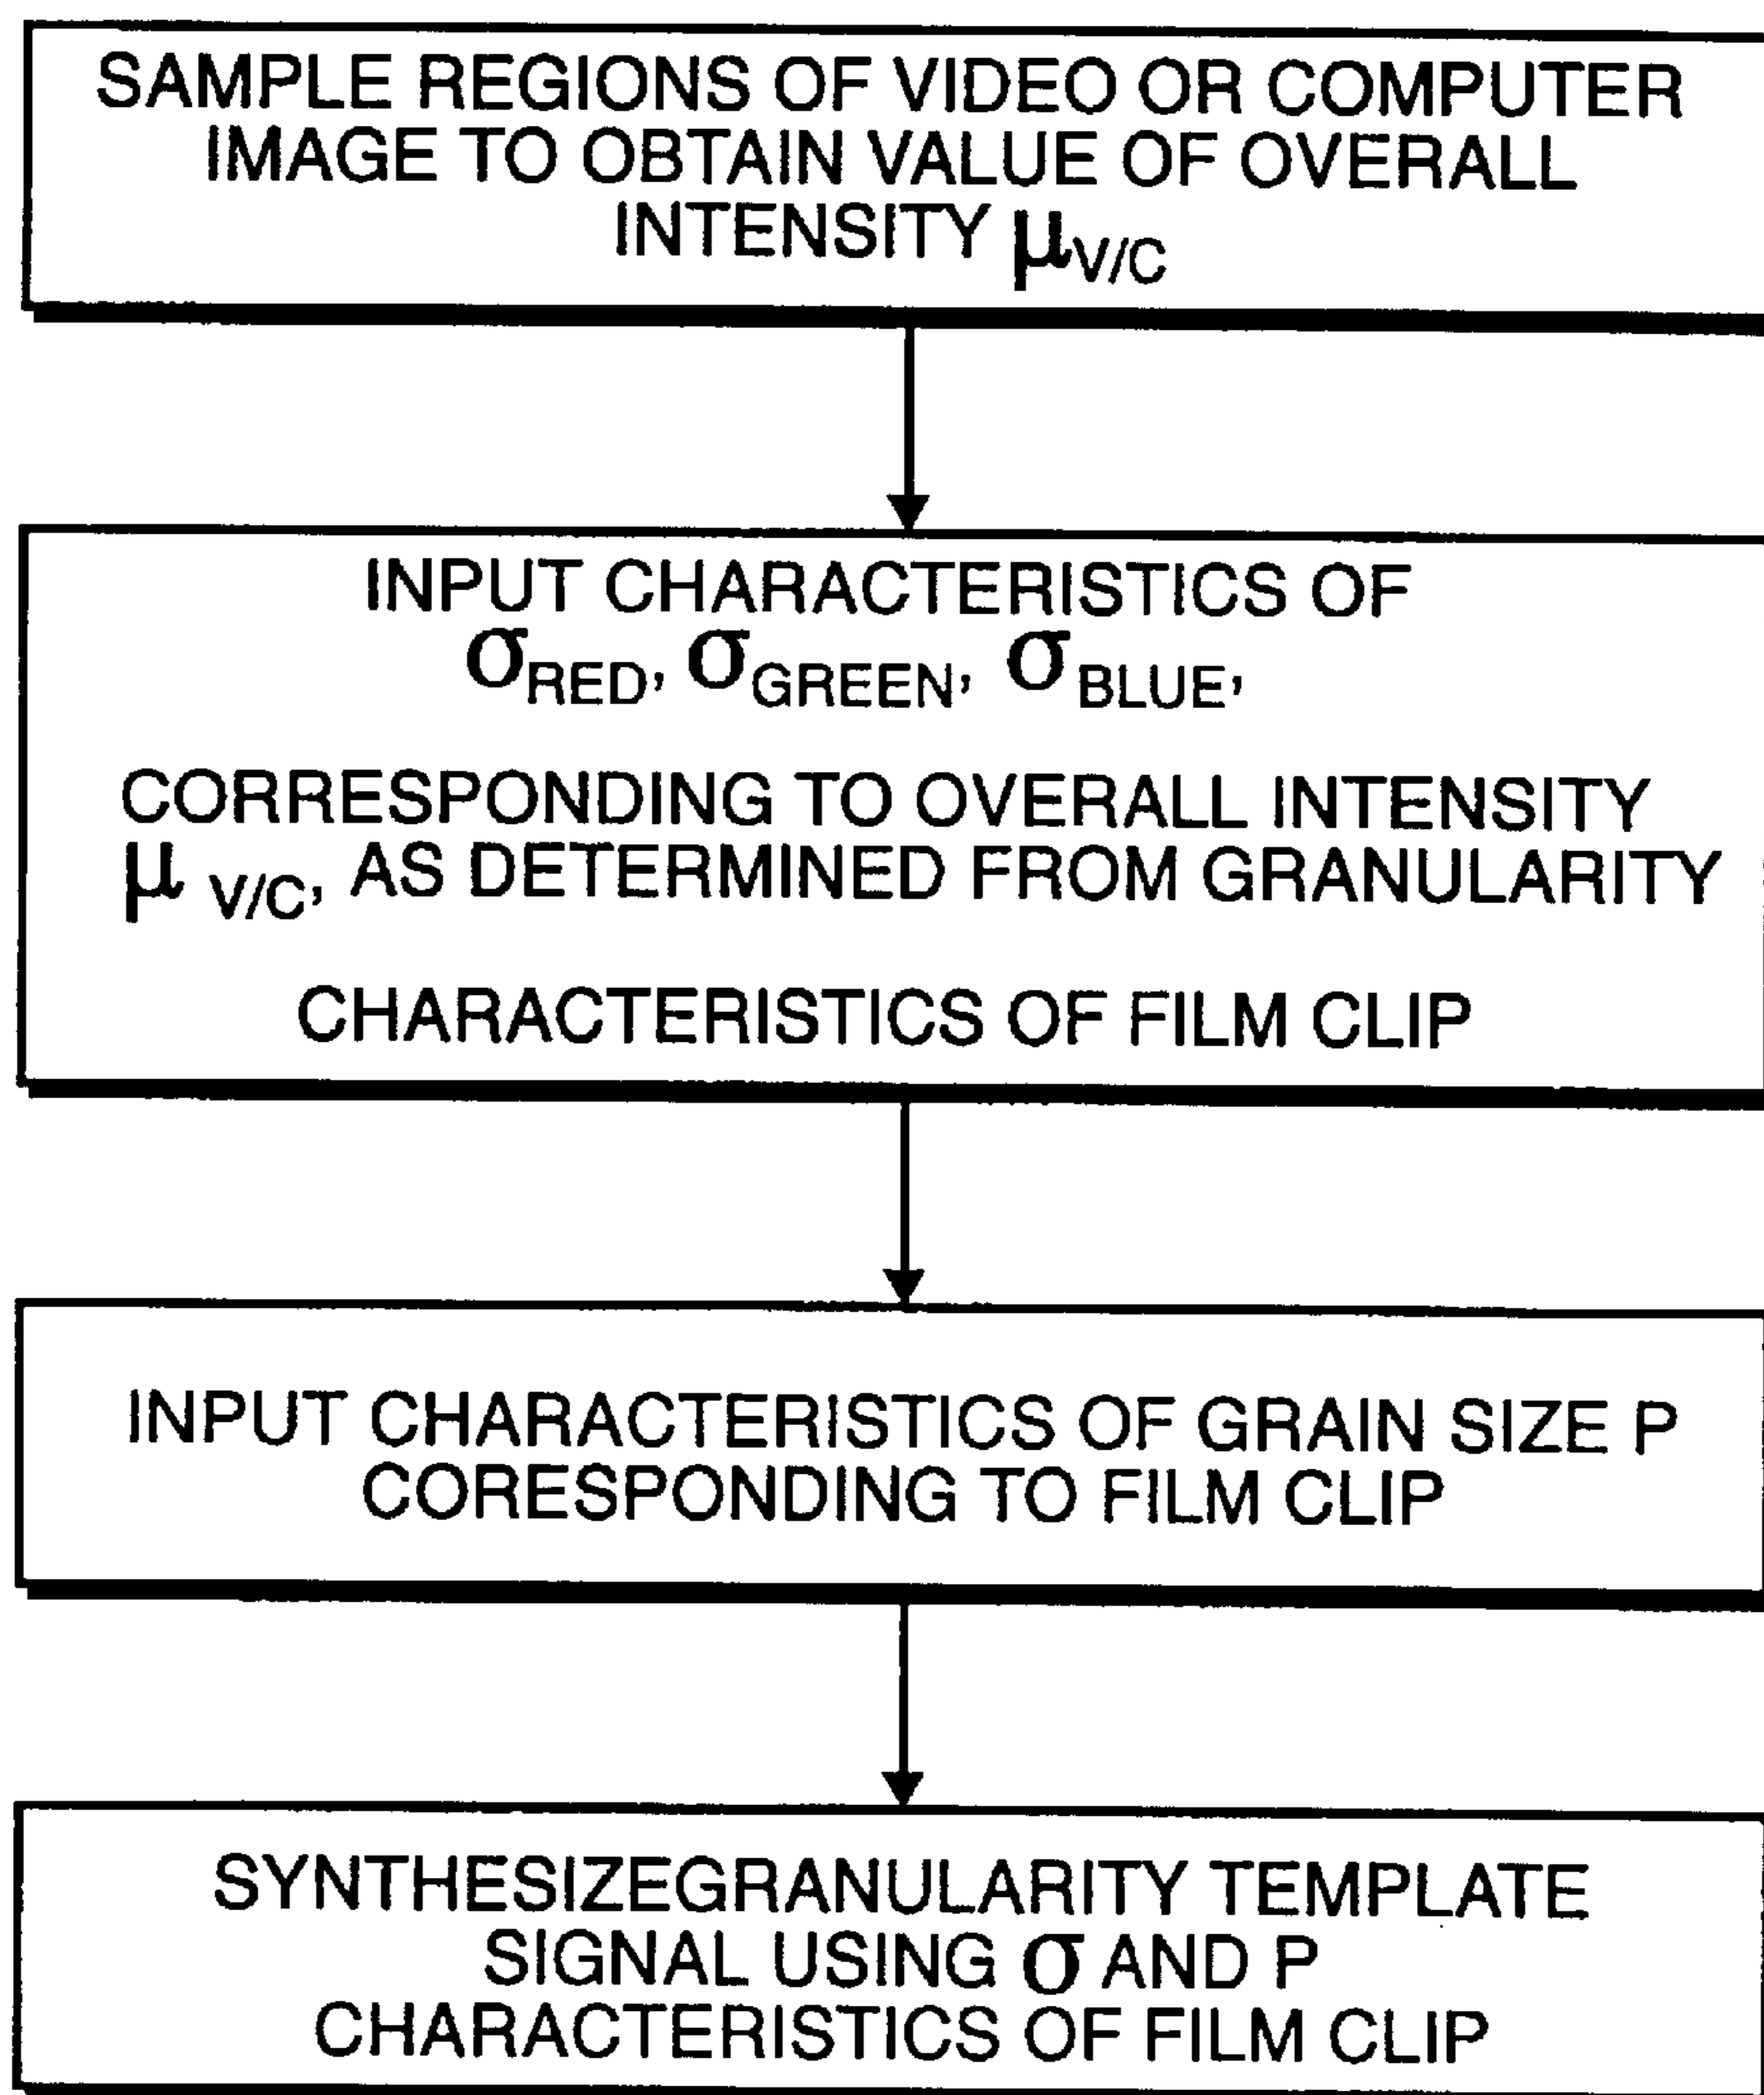 SAMPLE REGIONS OF VIDEO OR COMPUTER
IMAGE TO OBTAIN VALUE OF OVERALL
INTENSITY μV/C
INPUT CHARACTERISTICS OF
σRED, σGREEN, σBLUE,
CORRESPONDING TO OVERALL INTENSITY
μ V/C, AS DETERMINED FROM GRANULARITY
CHARACTERISTICS OF FILM CLIP
INPUT CHARACTERISTICS OF GRAIN SIZE P
CORESPONDING TO FILM CLIP
SYNTHESIZEGRANULARITY TEMPLATE
SIGNAL USING σ AND P
CHARACTERISTICS OF FILM CLIP